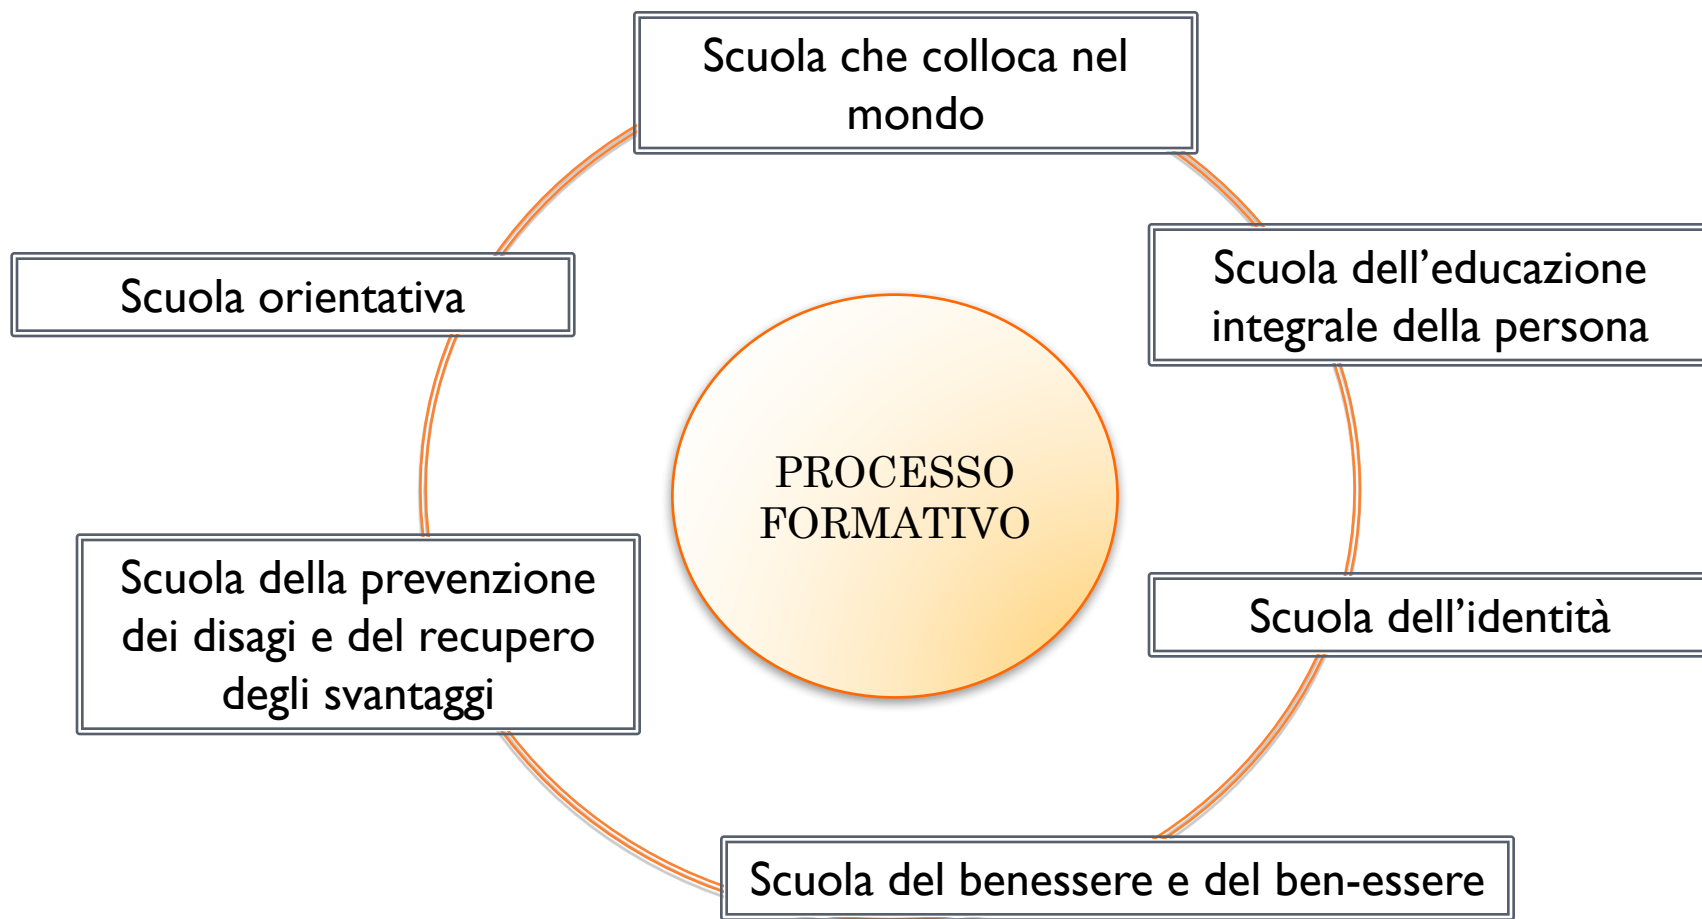 Scuola che colloca nel
mondo
Scuola orientativa
Scuola dell’educazione
integrale della persona
PROCESSO
FORMATIVO
Scuola della prevenzione
dei disagi e del recupero
degli svantaggi
Scuola dell’identità
Scuola del benessere e del ben-essere